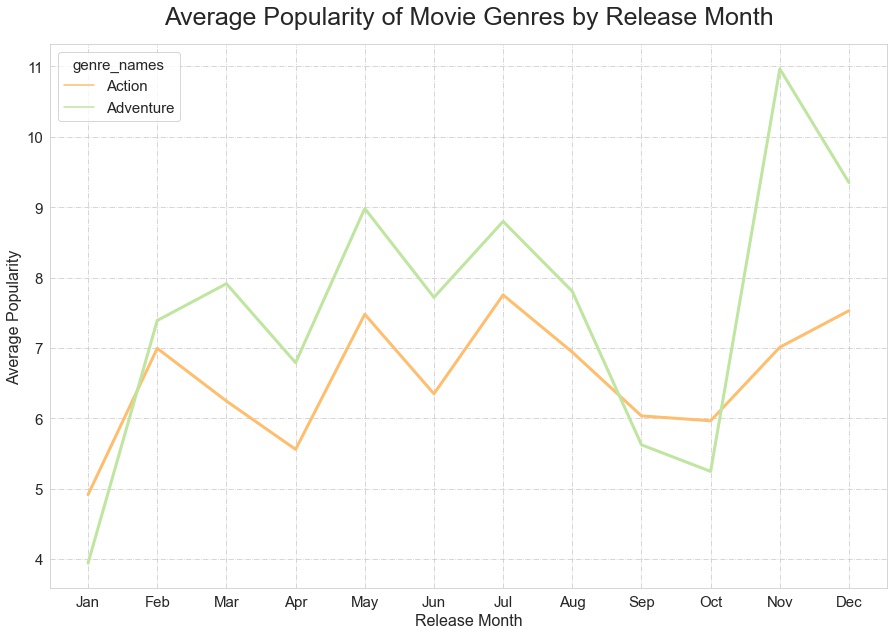 Average Popularity of Movie Genres by Release Month
genre_names
Action
Adventure
11
10
9
8
7
6
5
4
Average Popularity
Jan Feb Mar Apr May Jun Jul Aug Sep Oct Nov Dec
Release Month